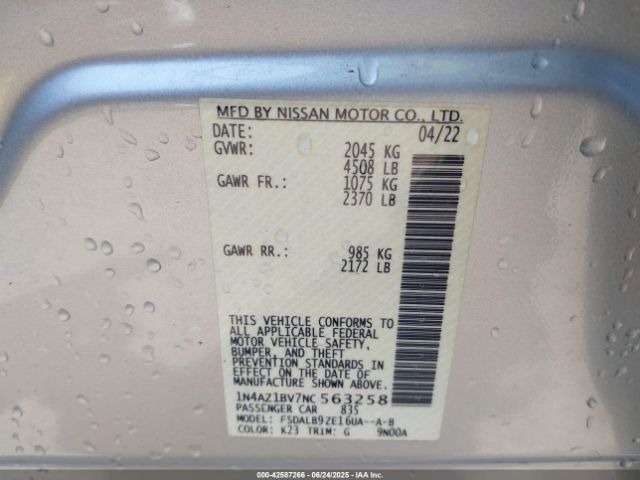 MFD BY NISSAN MOTOR CO., LTD.
DATE: 04/22
GVWR: 2045 KG
4508 LB
GAWR FR.: 1075 KG
2370 LB
GAWR RR.: 985 KG
2172 LB
THIS VEHICLE CONFORMS TO
ALL APPLICABLE FEDERAL
MOTOR VEHICLE SAFETY,
BUMPER, AND THEFT
PREVENTION STANDARDS IN
EFFECT ON THE DATE OF
MANUFACTURE SHOWN ABOVE.
1N4AZ1BV7NC 563258
PASSENGER CAR 835
MODEL: FSDALB9ZE16UA--A-B
COLOR: K23 TRIM: G 9N00A
000-42587266 - 06/24/2025 - IAA Inc.